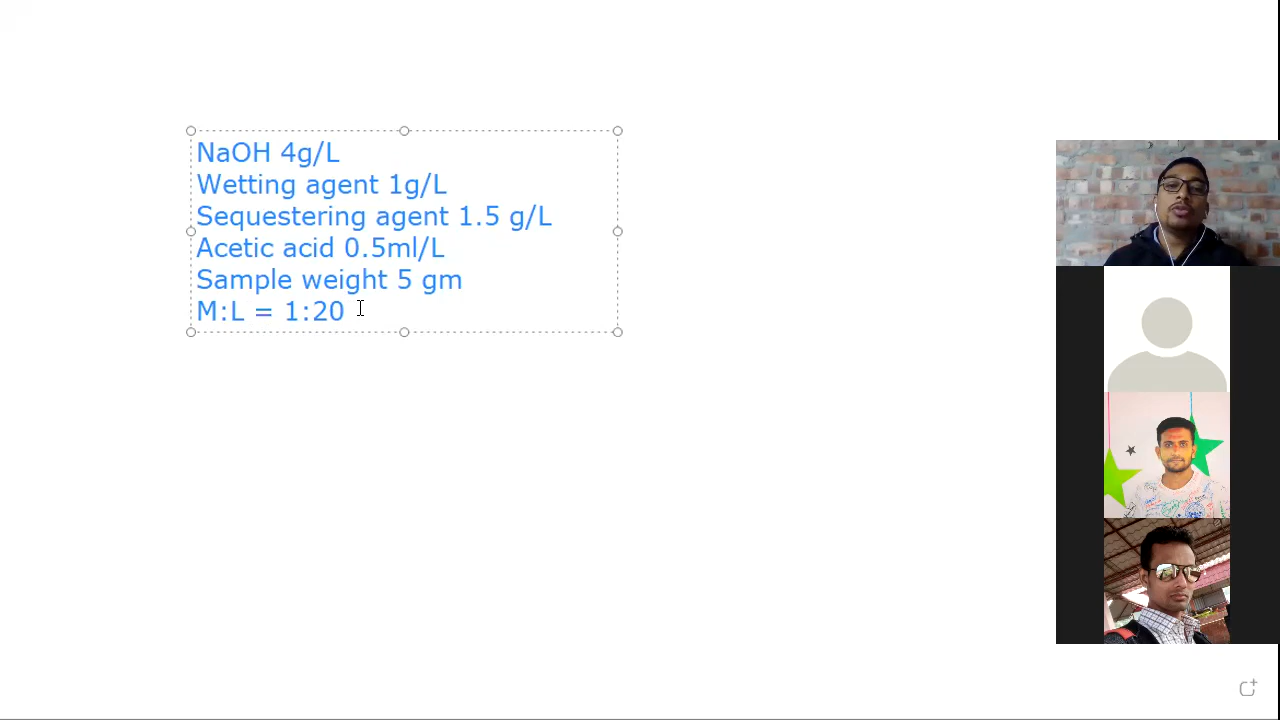 NaOH 4g/L
Wetting agent 1g/L
Sequestering agent 1.5 g/L
Acetic acid 0.5ml/L
Sample weight 5 gm
M:L = 1:20